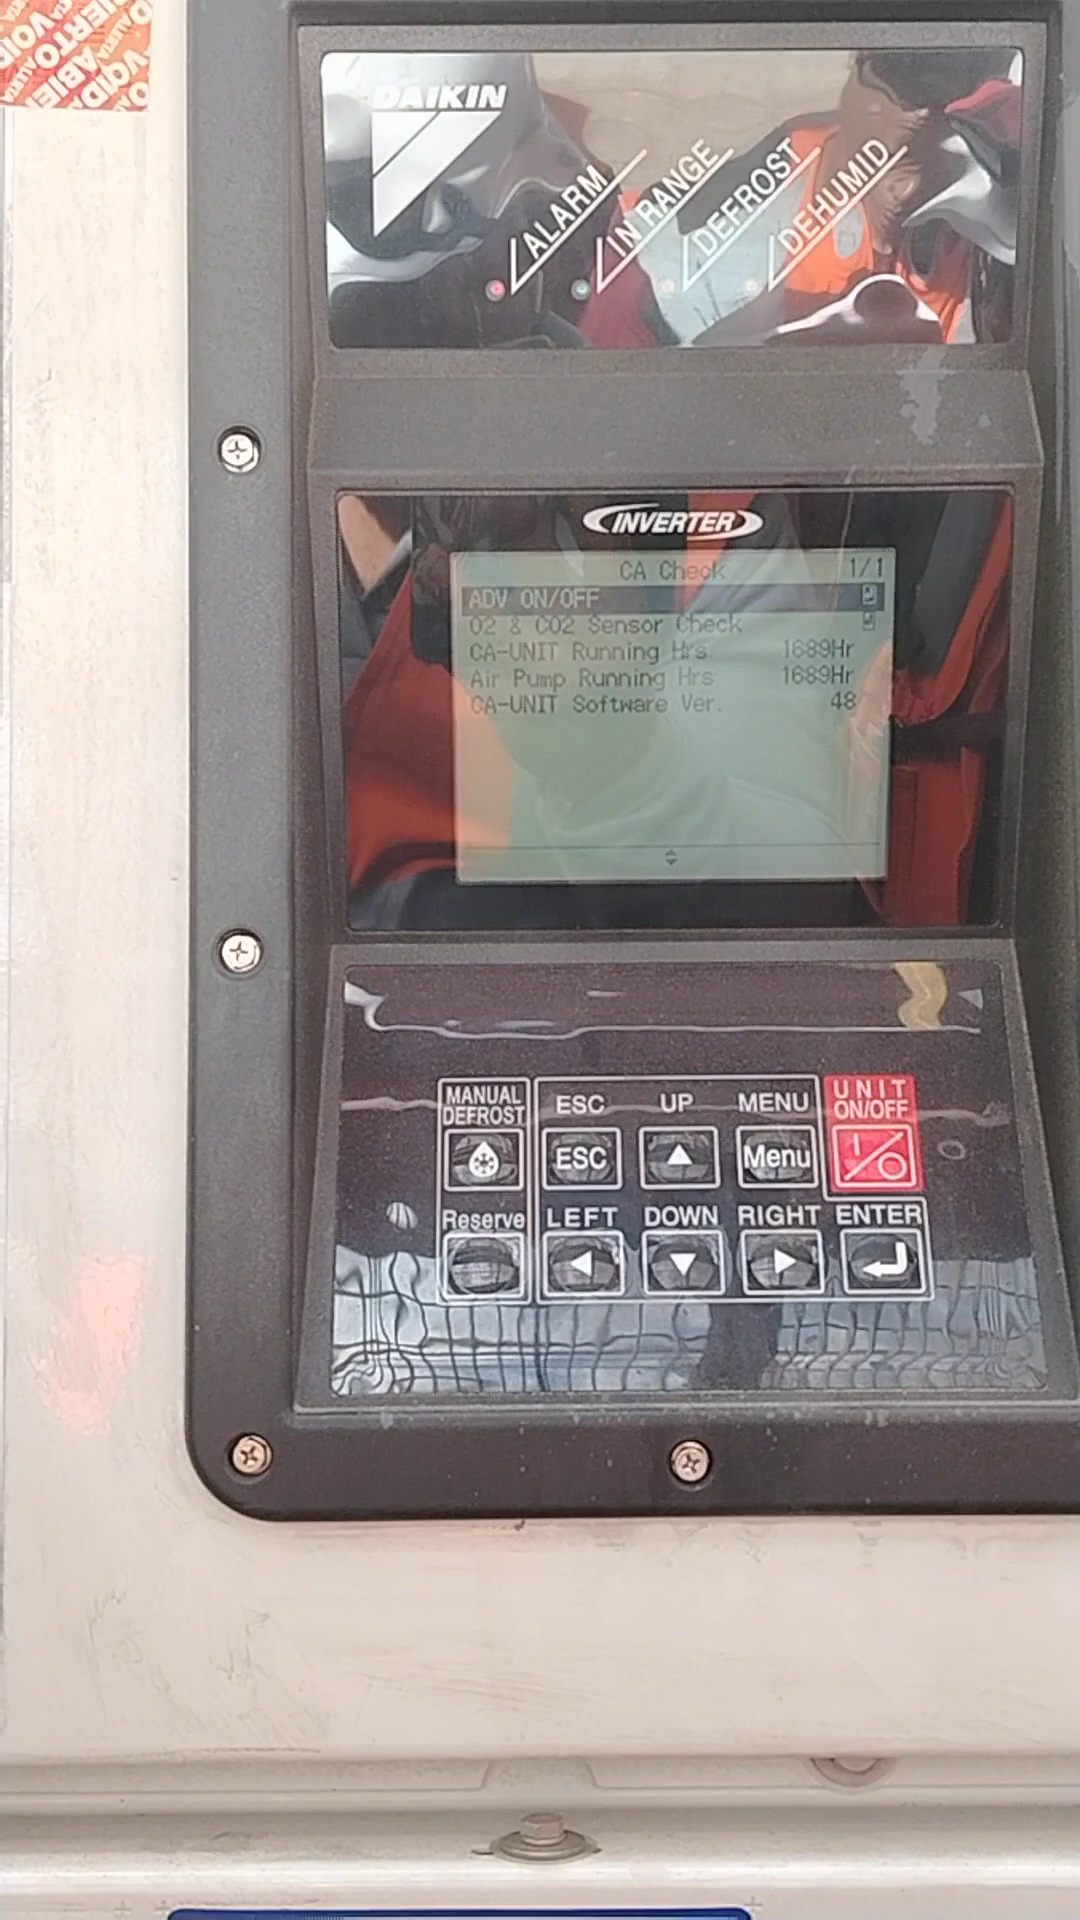 DAIKIN
ALARM
IN RANGE
DEFROST
DEHUMID
INVERTER
CA Check 1/1
ADV ON/OFF
O2 & CO2 Sensor Check
CA-UNIT Running Hrs 1689Hr
Air Pump Running Hrs 1689Hr
CA-UNIT Software Ver. 48
MANUAL DEFROST
ESC
UP
MENU
UNIT ON/OFF
ESC
Menu
I/O
Reserve
LEFT
DOWN
RIGHT
ENTER
ABIERTO
VOID